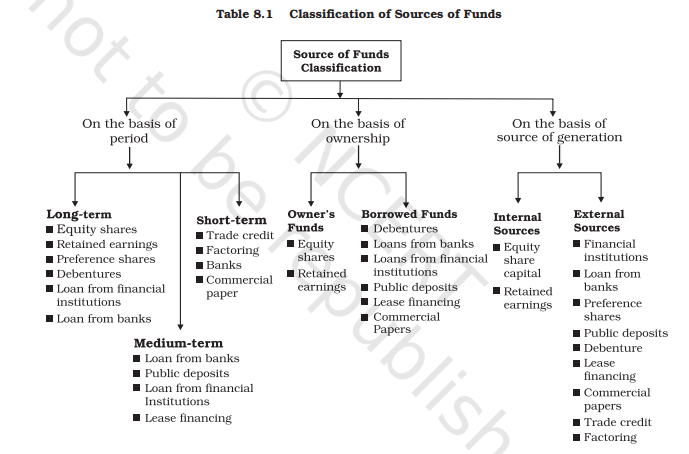 Table 8.1 Classification of Sources of Funds
Source of Funds
Classification
On the basis of
period
On the basis of
ownership
On the basis of
source of generation
Long-term
■ Equity shares
■ Retained earnings
■ Preference shares
■ Debentures
■ Loan from financial
institutions
■ Loan from banks
Short-term
■ Trade credit
■ Factoring
■ Banks
■ Commercial
paper
Medium-term
■ Loan from banks
■ Public deposits
■ Loan from financial
Institutions
■ Lease financing
Owner's
Funds
■ Equity
shares
■ Retained
earnings
Borrowed Funds
■ Debentures
■ Loans from banks
■ Loans from financial
institutions
■ Public deposits
■ Lease financing
■ Commercial
Papers
Internal
Sources
■ Equity
share
capital
■ Retained
earnings
External
Sources
■ Financial
institutions
■ Loan from
banks
■ Preference
shares
■ Public deposits
■ Debenture
■ Lease
financing
■ Commercial
papers
■ Trade credit
■ Factoring
© NCERT
not to be republish